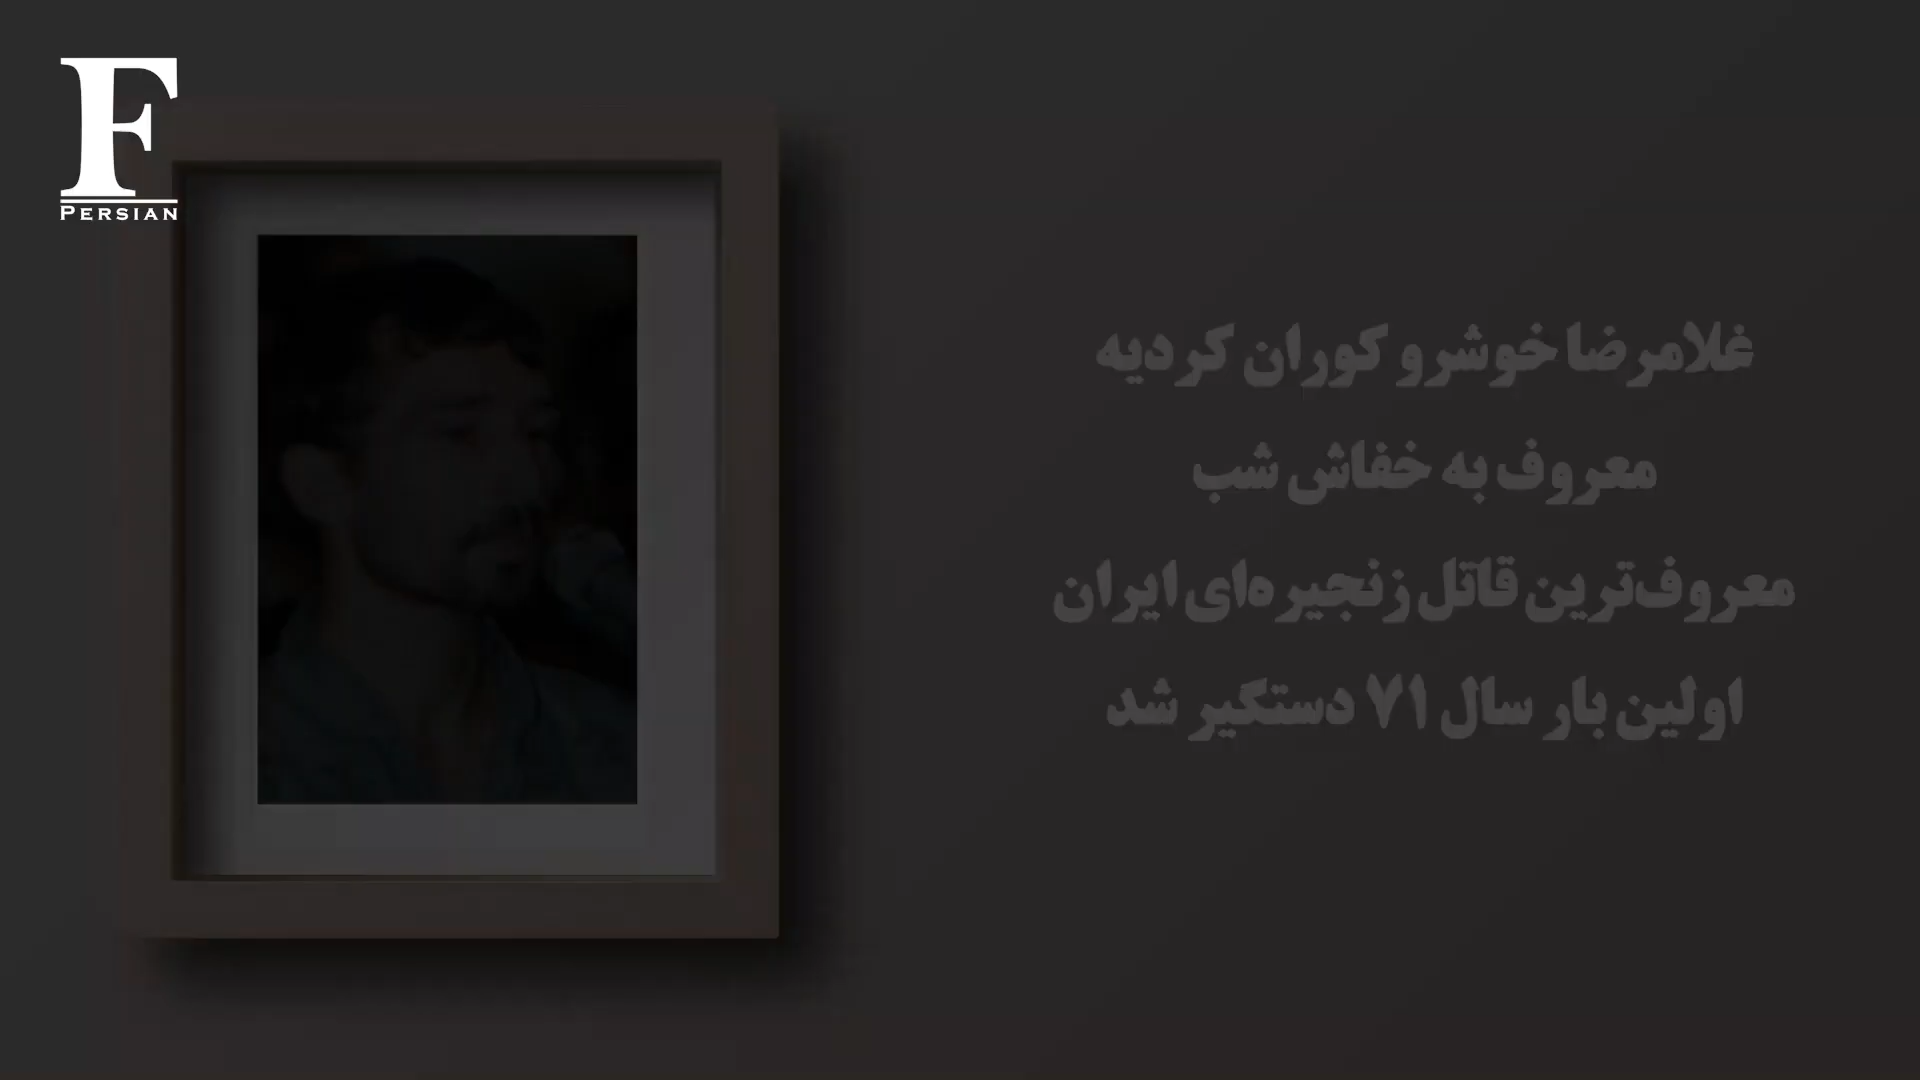 F
PERSIAN
غلامرضا خوشرو کوران کردیه
معروف به خفاش شب
معروف‌ترین قاتل زنجیره‌ای ایران
اولین بار سال ۷۱ دستگیر شد